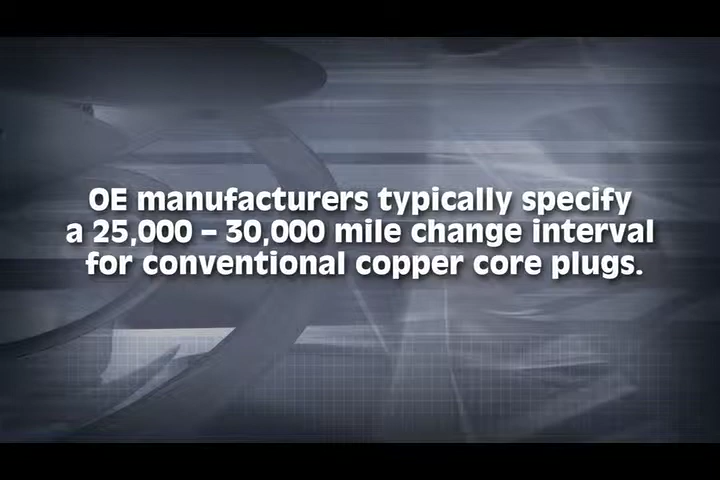 OE manufacturers typically specify
a 25,000 – 30,000 mile change interval
for conventional copper core plugs.